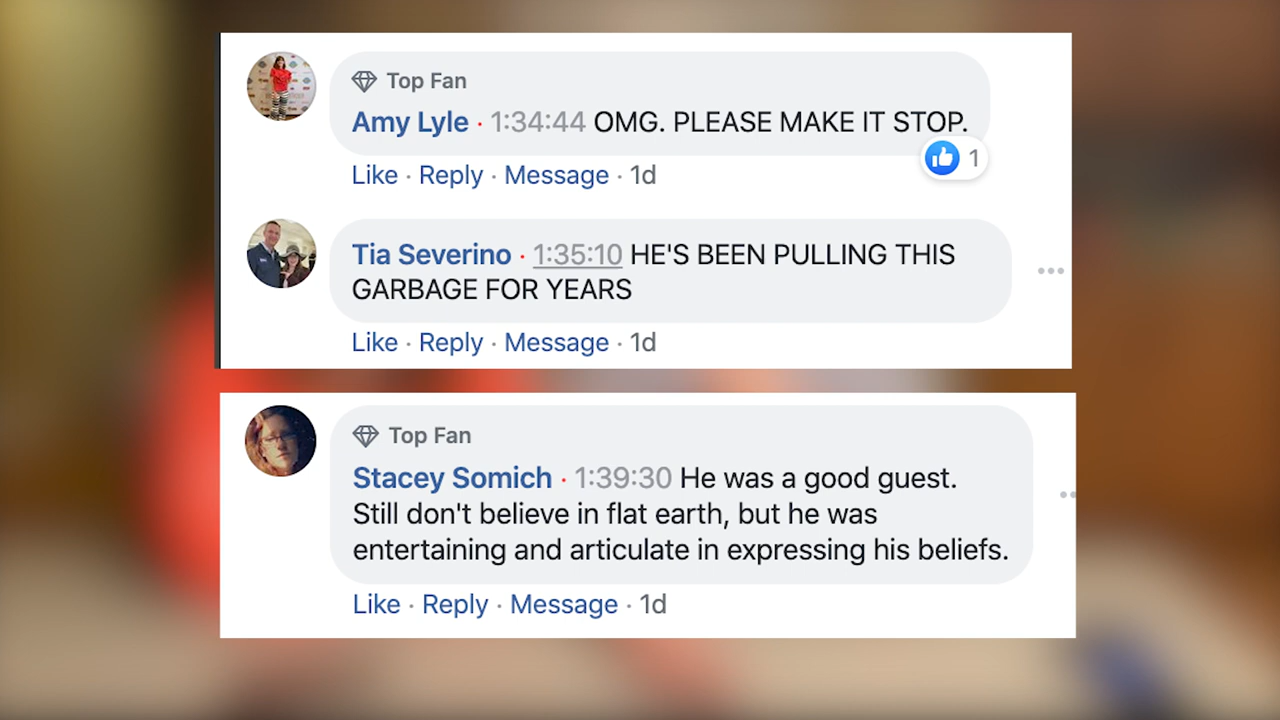 Top Fan
Amy Lyle · 1:34:44 OMG. PLEASE MAKE IT STOP.
1
Like · Reply · Message · 1d
Tia Severino · 1:35:10 HE'S BEEN PULLING THIS
GARBAGE FOR YEARS
Like · Reply · Message · 1d
Top Fan
Stacey Somich · 1:39:30 He was a good guest.
Still don't believe in flat earth, but he was
entertaining and articulate in expressing his beliefs.
Like · Reply · Message · 1d